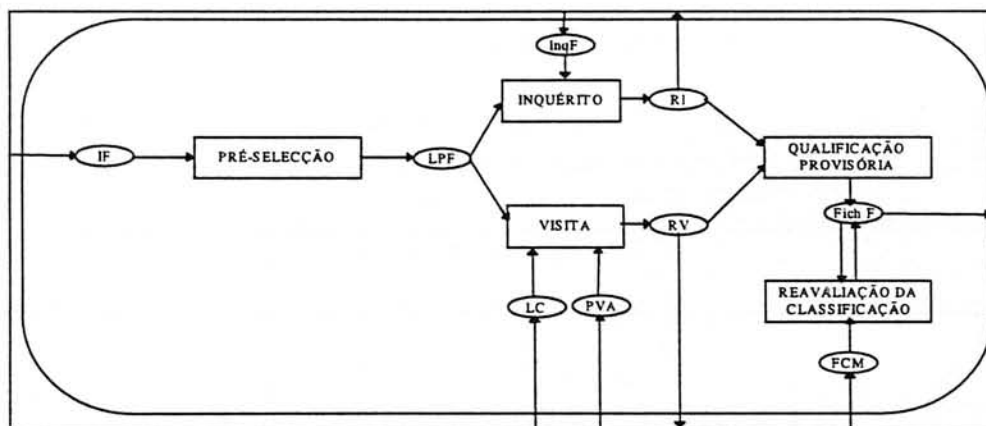 InqF
INQUÉRITO
RI
IF
PRÉ-SELECÇÃO
LPF
QUALIFICAÇÃO
PROVISÓRIA
VISITA
RV
Fich F
LC
PVA
REAVALIAÇÃO DA
CLASSIFICAÇÃO
FCM